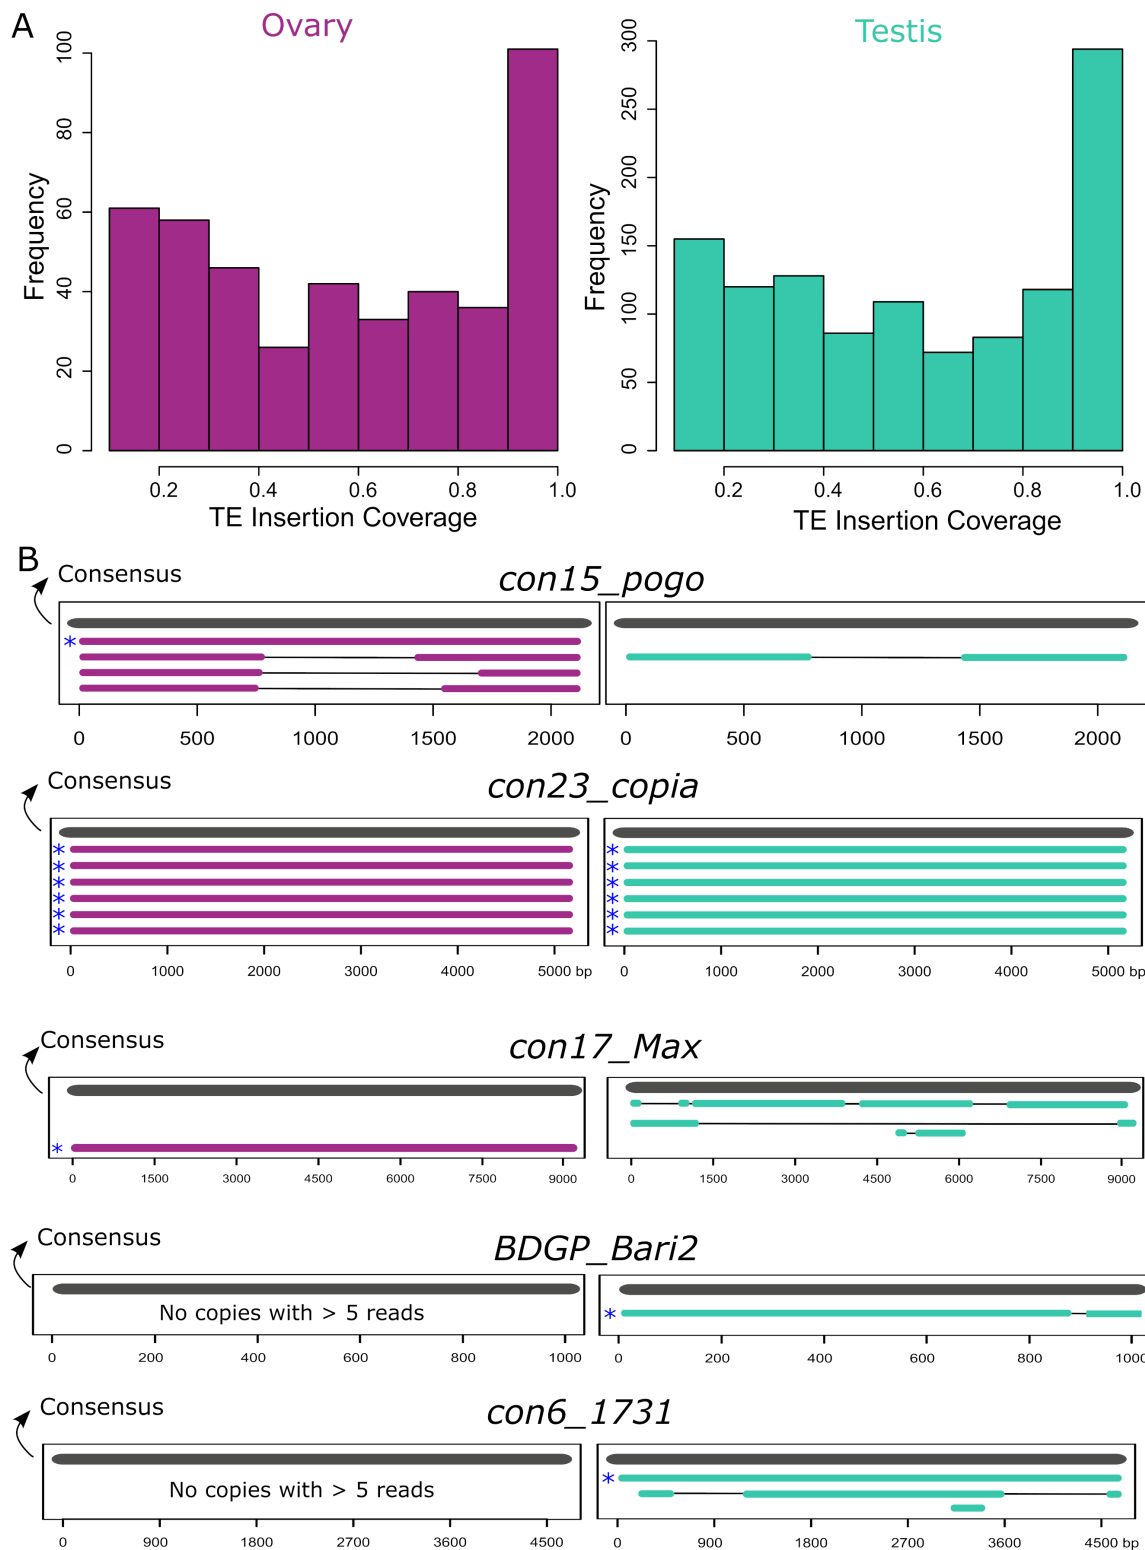 A
Ovary
Testis
Frequency
0 20 40 60 80 100
0.2 0.4 0.6 0.8 1.0
TE Insertion Coverage
Frequency
0 50 100 150 200 250 300
0.2 0.4 0.6 0.8 1.0
TE Insertion Coverage
B
Consensus
con15_pogo
*
0 500 1000 1500 2000
0 500 1000 1500 2000
Consensus
con23_copia
* *
* *
* *
* *
* *
* *
0 1000 2000 3000 4000 5000 bp
0 1000 2000 3000 4000 5000 bp
Consensus
con17_Max
*
0 1500 3000 4500 6000 7500 9000
0 1500 3000 4500 6000 7500 9000
Consensus
BDGP_Bari2
No copies with > 5 reads
*
0 200 400 600 800 1000
0 200 400 600 800 1000
Consensus
con6_1731
*
No copies with > 5 reads
0 900 1800 2700 3600 4500
0 900 1800 2700 3600 4500 bp